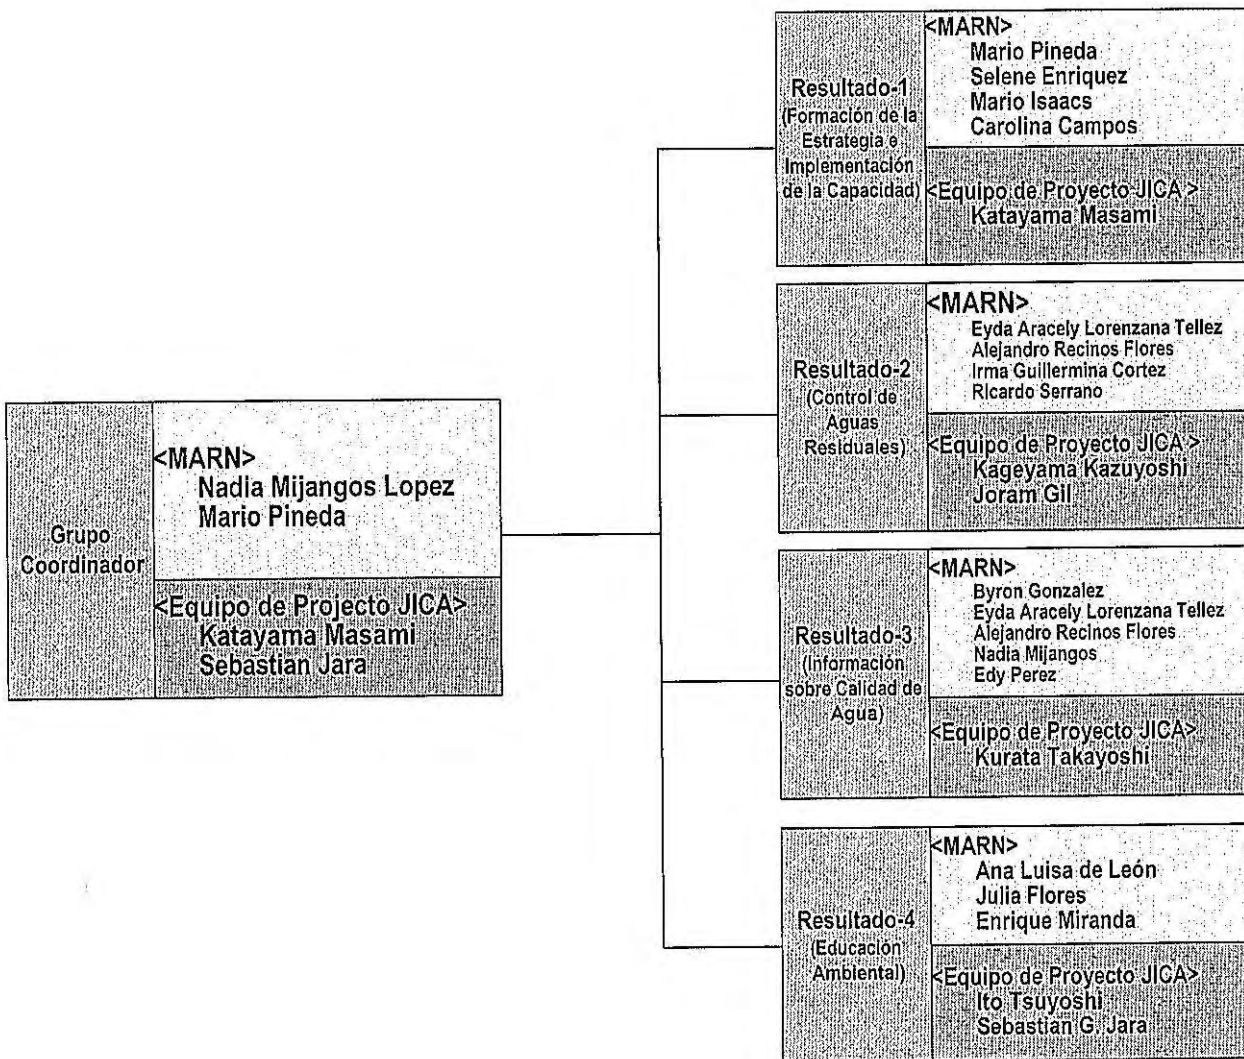 Grupo
Coordinador
<MARN>
Nadia Mijangos Lopez
Mario Pineda
<Equipo de Projecto JICA>
Katayama Masami
Sebastian Jara
Resultado-1
(Formación de la
Estrategia e
Implementación
de la Capacidad)
<MARN>
Mario Pineda
Selene Enriquez
Mario Isaacs
Carolina Campos
<Equipo de Proyecto JICA >
Katayama Masami
Resultado-2
(Control de
Aguas
Residuales)
<MARN>
Eyda Aracely Lorenzana Tellez
Alejandro Recinos Flores
Irma Guillermina Cortez
Ricardo Serrano
<Equipo de Proyecto JICA >
Kageyama Kazuyoshi
Joram Gil
Resultado-3
(Información
sobre Calidad de
Agua)
<MARN>
Byron Gonzalez
Eyda Aracely Lorenzana Tellez
Alejandro Recinos Flores
Nadia Mijangos
Edy Perez
<Equipo de Proyecto JICA>
Kurata Takayoshi
Resultado-4
(Educación
Ambiental)
<MARN>
Ana Luisa de León
Julia Flores
Enrique Miranda
<Equipo de Proyecto JICA>
Ito Tsuyoshi
Sebastian G. Jara